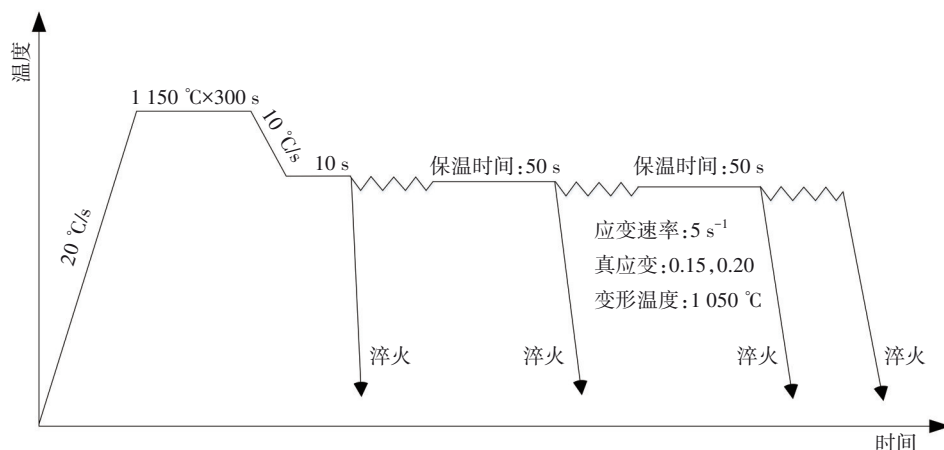 温度
1 150 ℃×300 s
10 ℃/s
20 ℃/s
10 s
保温时间:50 s
保温时间:50 s
应变速率:5 s⁻¹
真应变:0.15,0.20
变形温度:1 050 ℃
淬火
淬火
淬火
淬火
时间